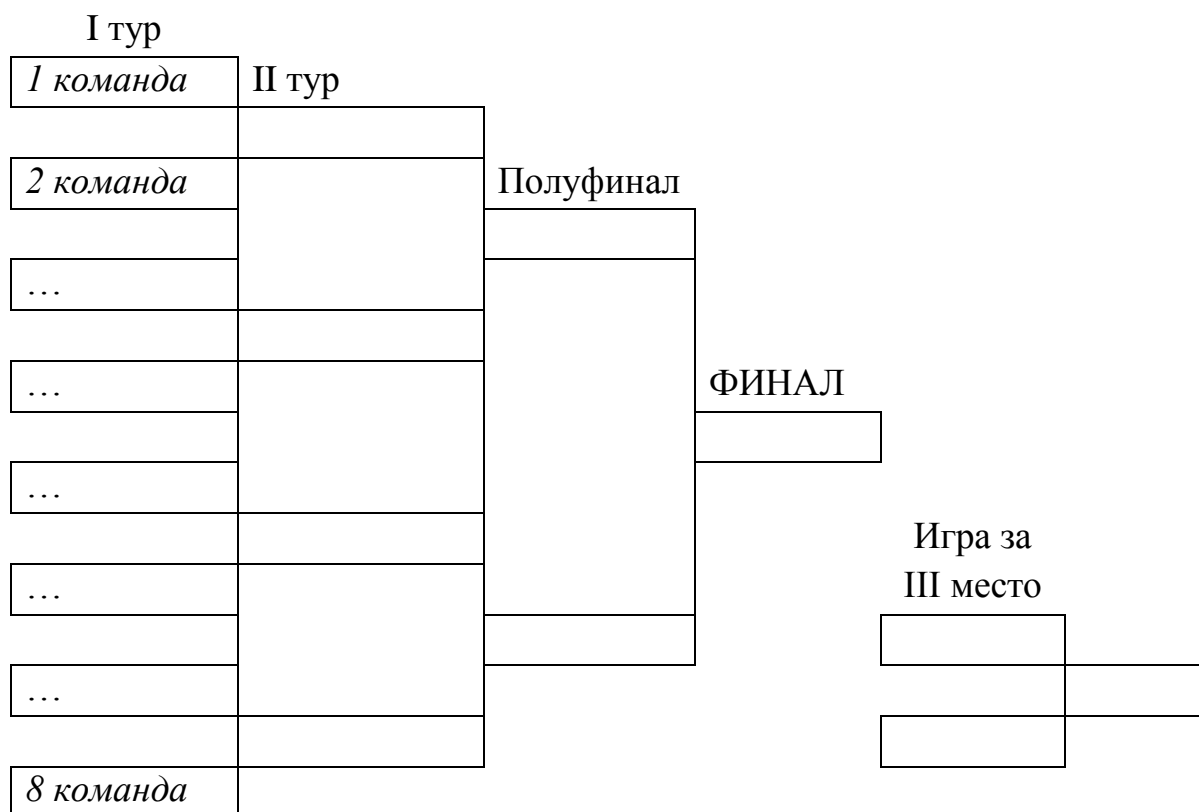 I тур
1 команда
II тур
2 команда
Полуфинал
…
…
ФИНАЛ
…
Игра за
III место
…
…
8 команда